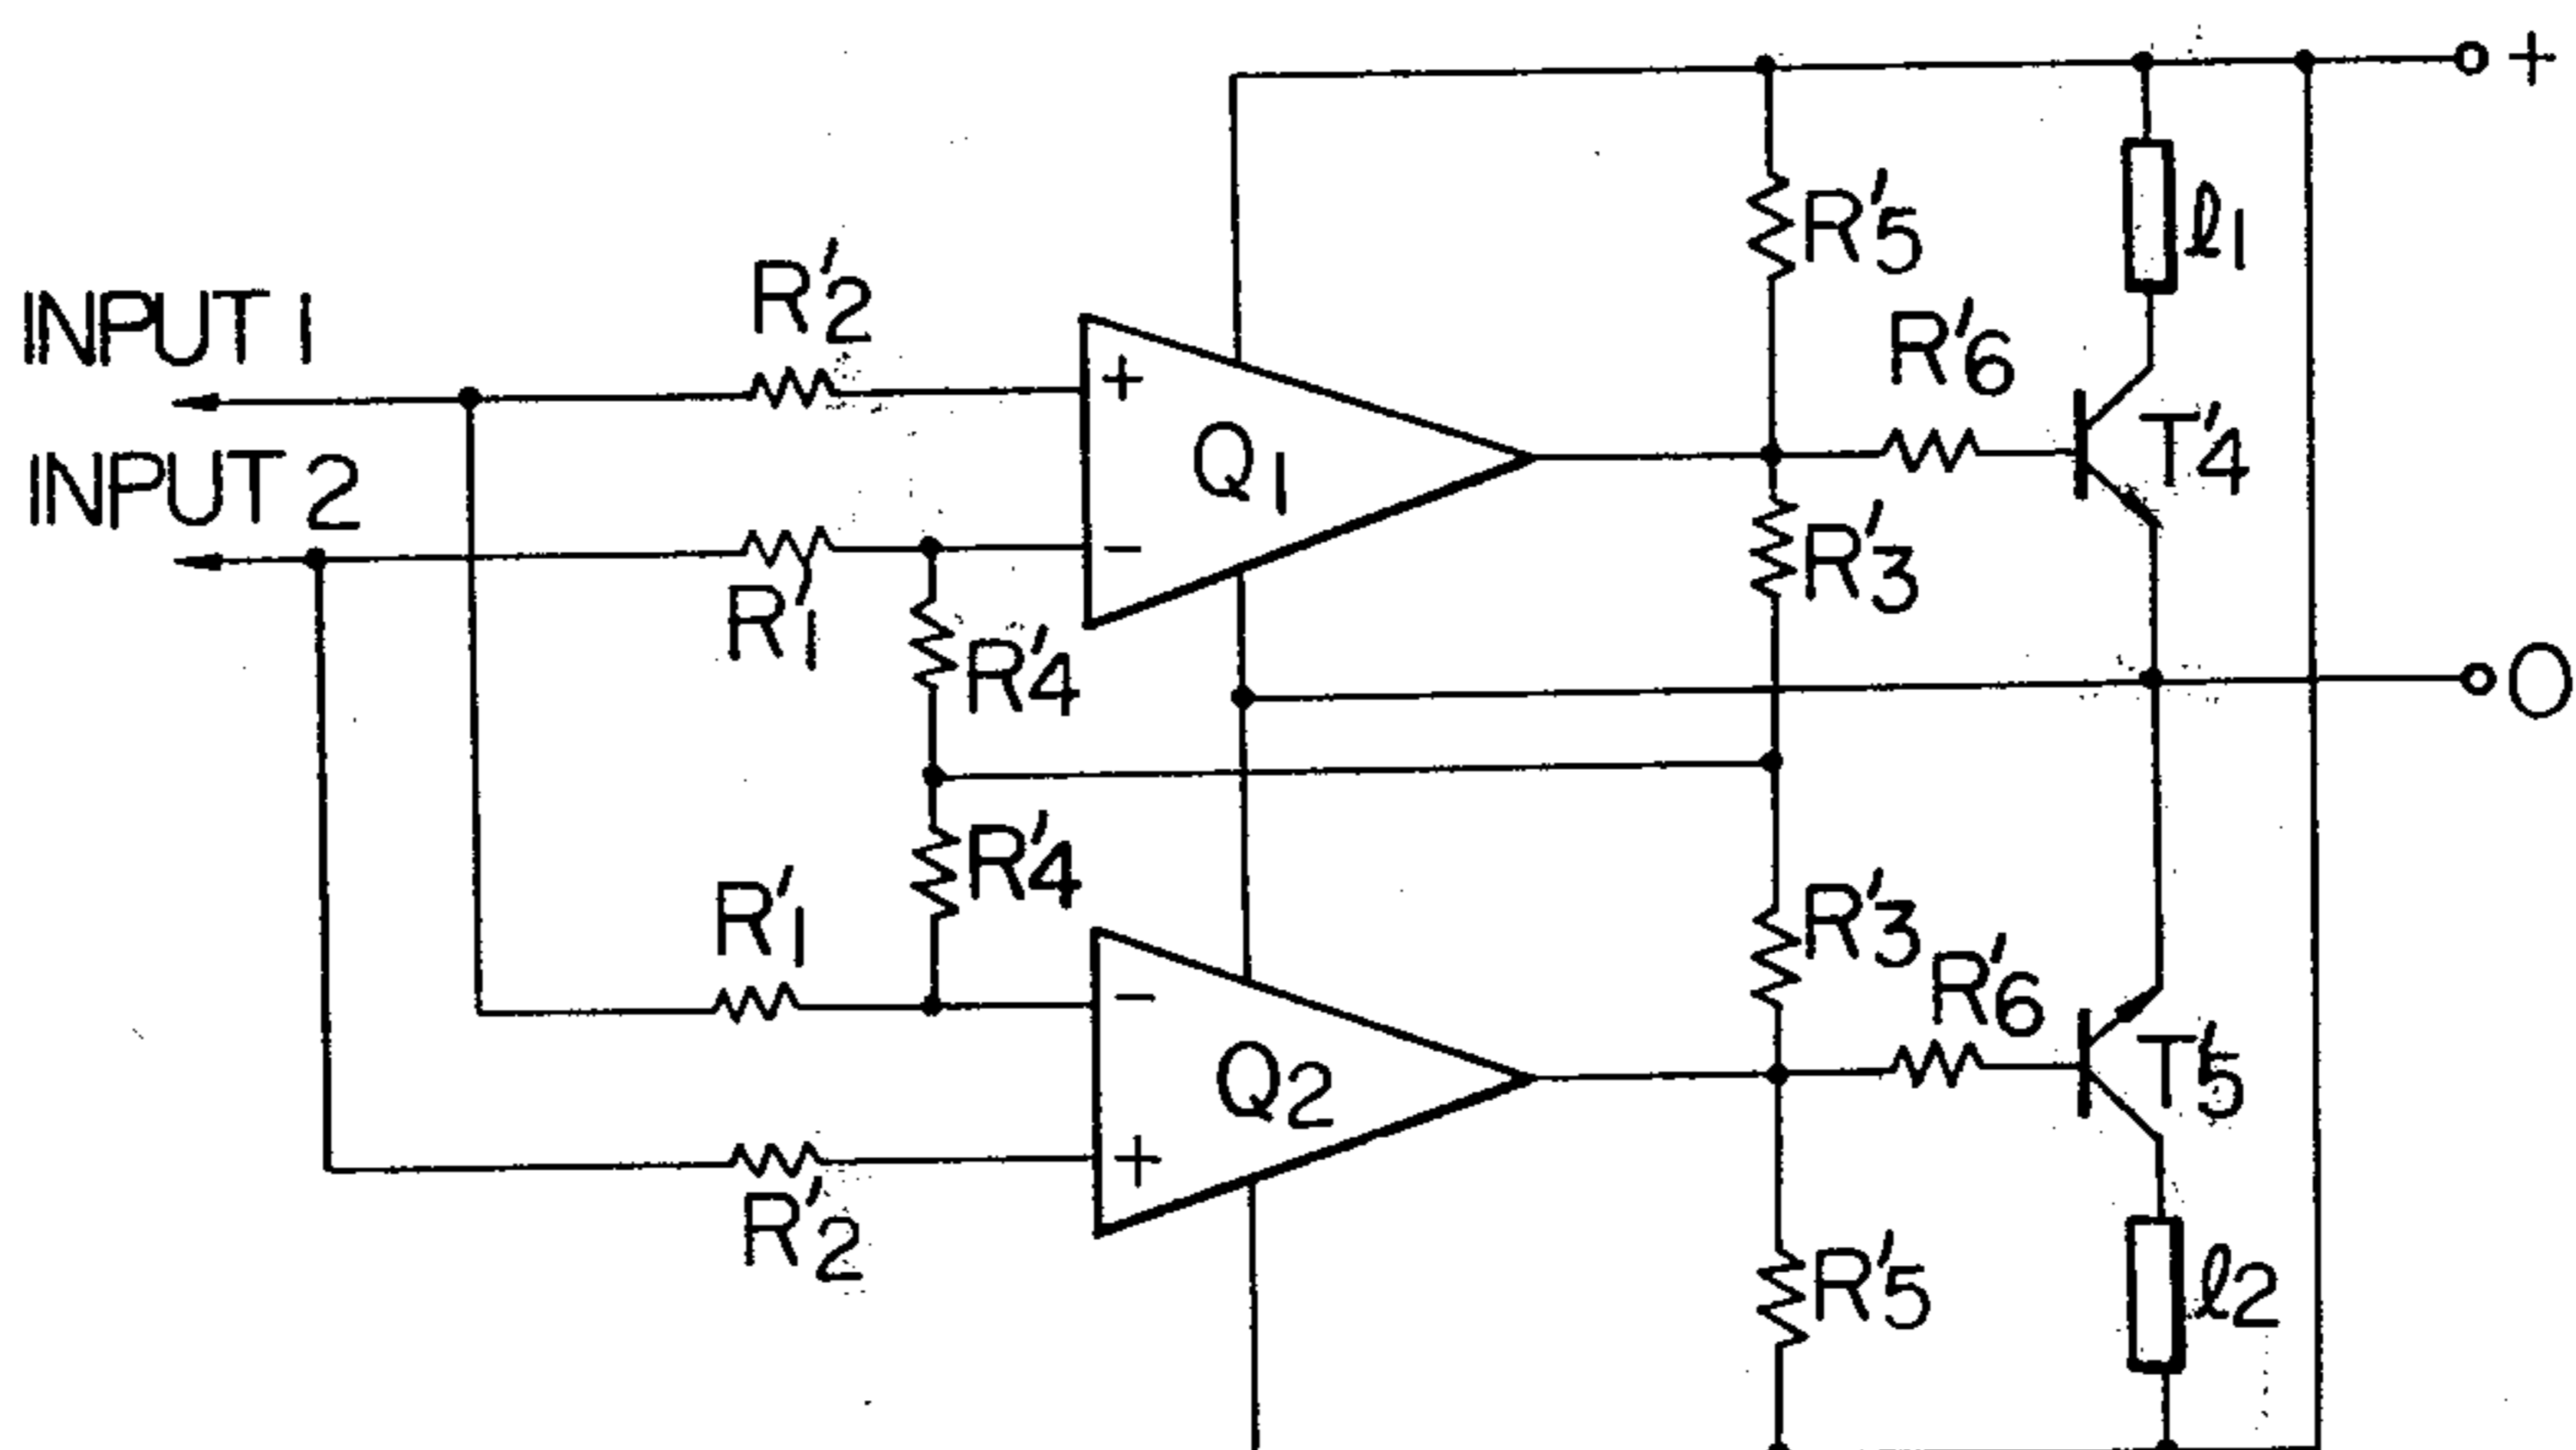 +
R'5
l1
R'2
R'6
INPUT 1
+
T'4
Q1
INPUT 2
R'3
-
R'1
R'4
O
R'4
R'3
R'1
R'6
-
T'5
Q2
+
R'2
R'5
l2